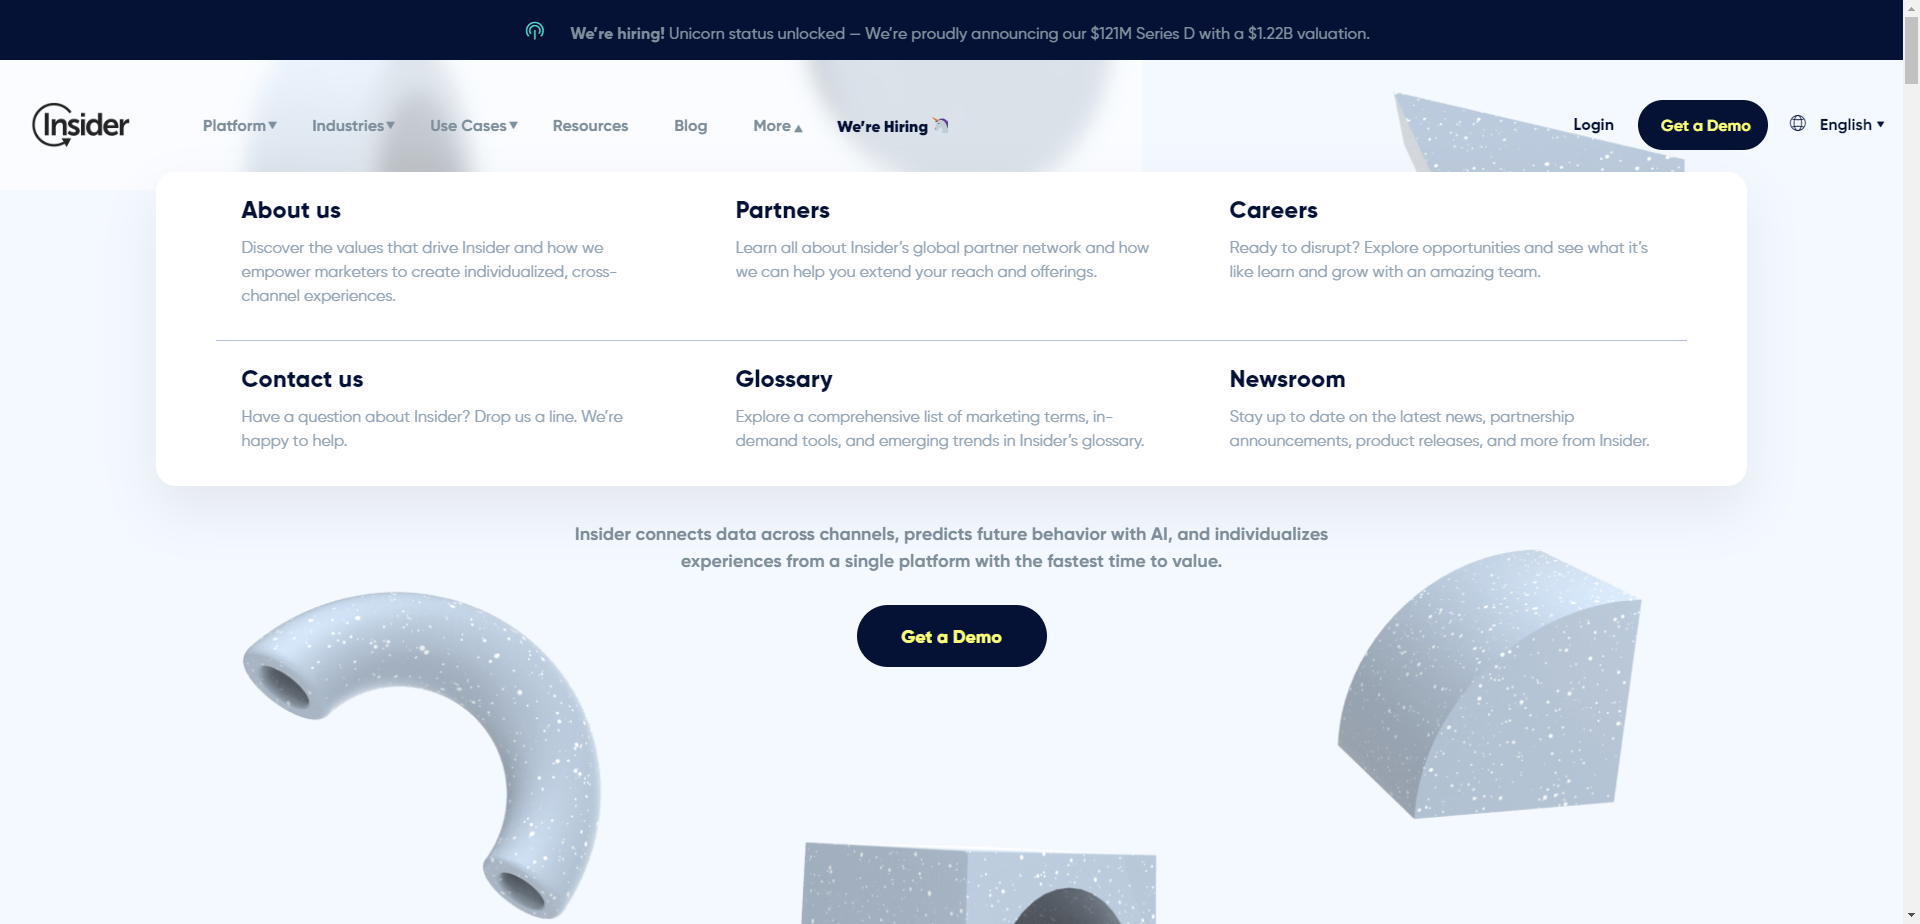 We're hiring! Unicorn status unlocked — We're proudly announcing our $121M Series D with a $1.22B valuation.
Insider
Platform▼ Industries▼ Use Cases▼ Resources Blog More▲ We're Hiring🦄 Login Get a Demo English▼
About us
Discover the values that drive Insider and how we
empower marketers to create individualized, cross-
channel experiences.
Partners
Learn all about Insider's global partner network and how
we can help you extend your reach and offerings.
Careers
Ready to disrupt? Explore opportunities and see what it's
like learn and grow with an amazing team.
Contact us
Have a question about Insider? Drop us a line. We're
happy to help.
Glossary
Explore a comprehensive list of marketing terms, in-
demand tools, and emerging trends in Insider's glossary.
Newsroom
Stay up to date on the latest news, partnership
announcements, product releases, and more from Insider.
Insider connects data across channels, predicts future behavior with AI, and individualizes
experiences from a single platform with the fastest time to value.
Get a Demo